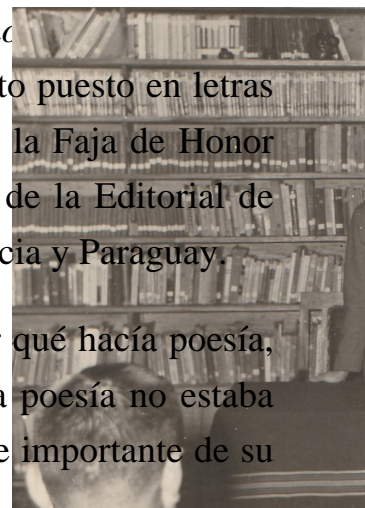 to puesto en letras
la Faja de Honor
de la Editorial de
cia y Paraguay.
qué hacía poesía,
a poesía no estaba
e importante de su